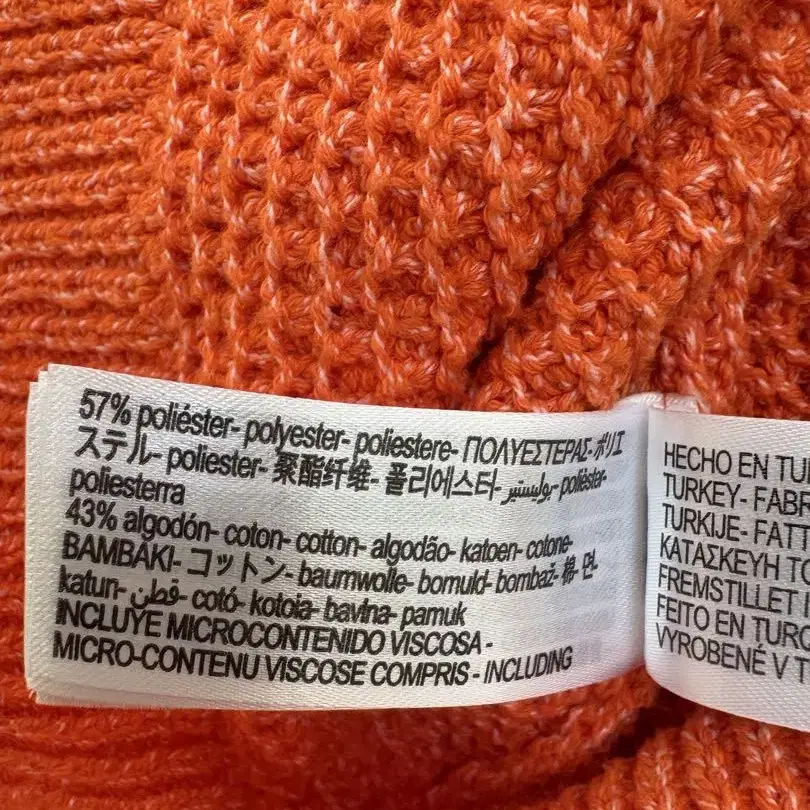 57% poliéster- polyester- poliestere- ΠΟΛΥΕΣΤΕΡΑΣ- ポリエ
ステル- poliester- 聚酯纤维- 폴리에스터- بوليستير- polièster-
poliesterra
43% algodón- coton- cotton- algodão- katoen- cotone-
BAMBAKI- コットン- baumwolle- bomuld- bombaž- 棉- 면-
katun- قطن- cotó- kotoia- bavlna- pamuk
INCLUYE MICROCONTENIDO VISCOSA -
MICRO-CONTENU VISCOSE COMPRIS - INCLUDING
HECHO EN TU
TURKEY- FABR
TURKIJE- FATT
ΚΑΤΑΣΚΕΥΗ ΤΟ
FREMSTILLET
FEITO EN TURQ
VYROBENÉ V T